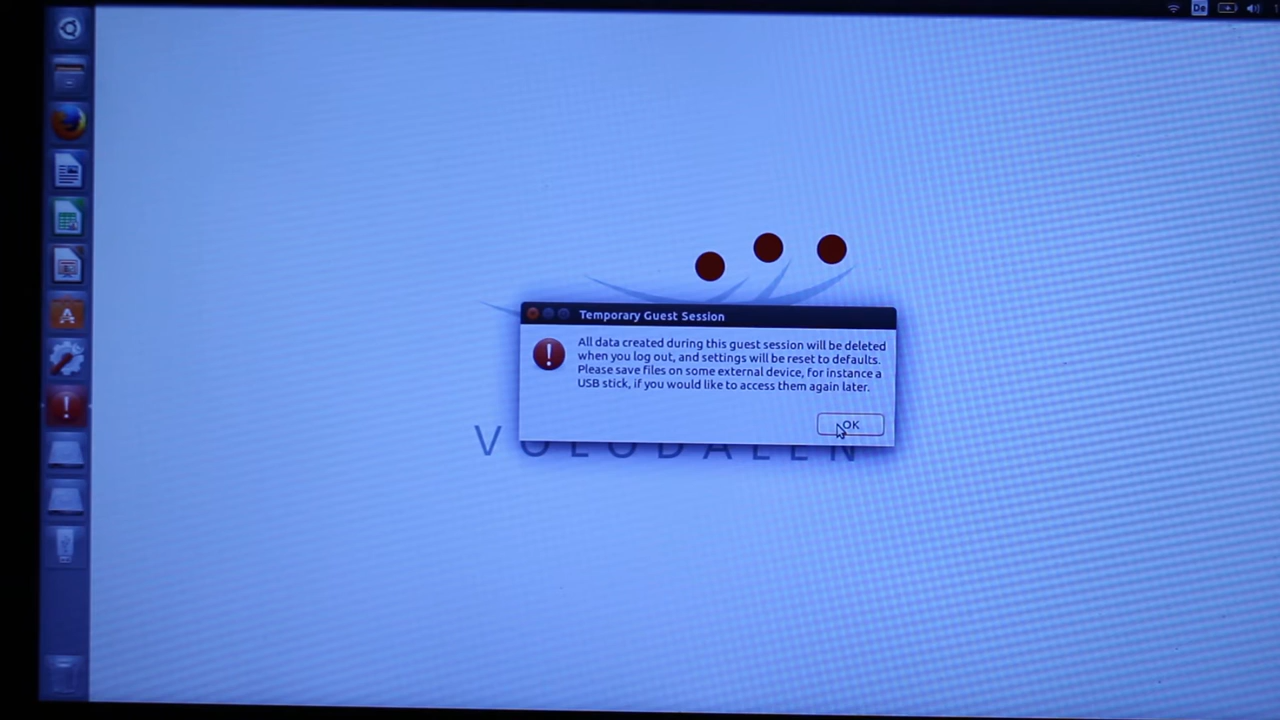 De
Temporary Guest Session
All data created during this guest session will be deleted
when you log out, and settings will be reset to defaults.
Please save files on some external device, for instance a
USB stick, if you would like to access them again later.
OK
VOLODALEN